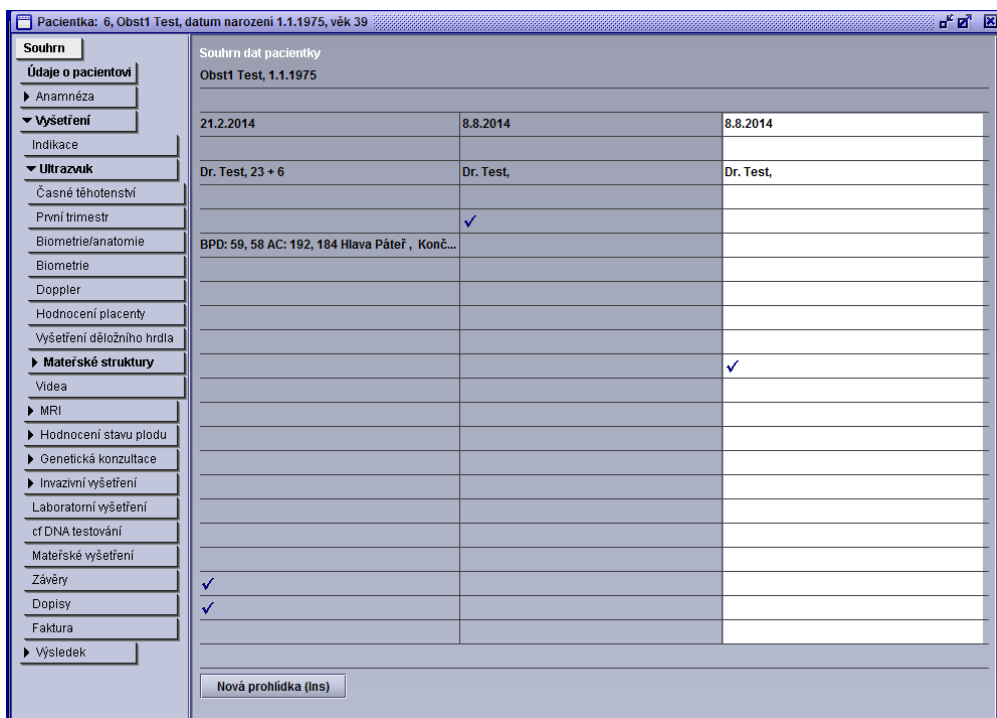 Pacientka: 6, Obst1 Test, datum narození 1.1.1975, věk 39
Souhrn
Údaje o pacientovi
Anamnéza
Vyšetření
Indikace
Ultrazvuk
Časné těhotenství
První trimestr
Biometrie/anatomie
Biometrie
Doppler
Hodnocení placenty
Vyšetření děložního hrdla
Mateřské struktury
Videa
MRI
Hodnocení stavu plodu
Genetická konzultace
Invazivní vyšetření
Laboratorní vyšetření
cf DNA testování
Mateřské vyšetření
Závěry
Dopisy
Faktura
Výsledek
Souhrn dat pacientky
Obst1 Test, 1.1.1975
21.2.2014 8.8.2014 8.8.2014
Dr. Test, 23 + 6 Dr. Test, Dr. Test,
BPD: 59, 58 AC: 192, 184 Hlava Páteř , Konč...
Nová prohlídka (Ins)